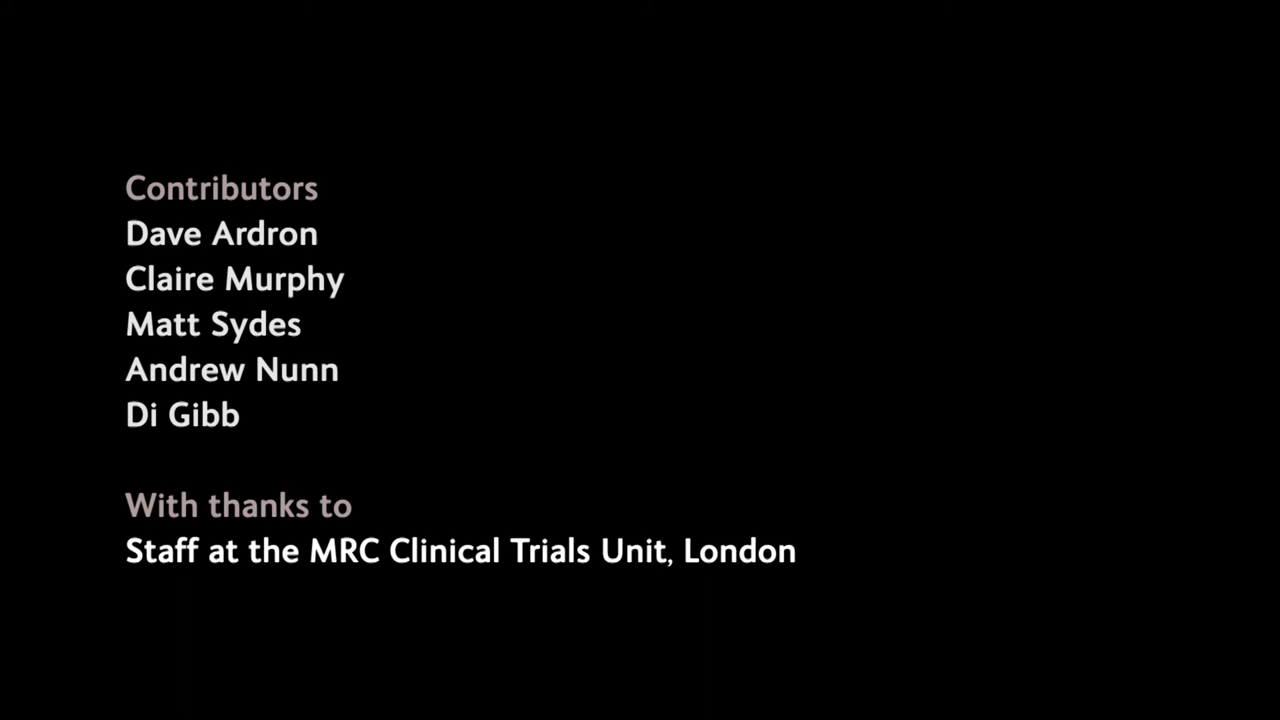 Contributors
Dave Ardron
Claire Murphy
Matt Sydes
Andrew Nunn
Di Gibb
With thanks to
Staff at the MRC Clinical Trials Unit, London